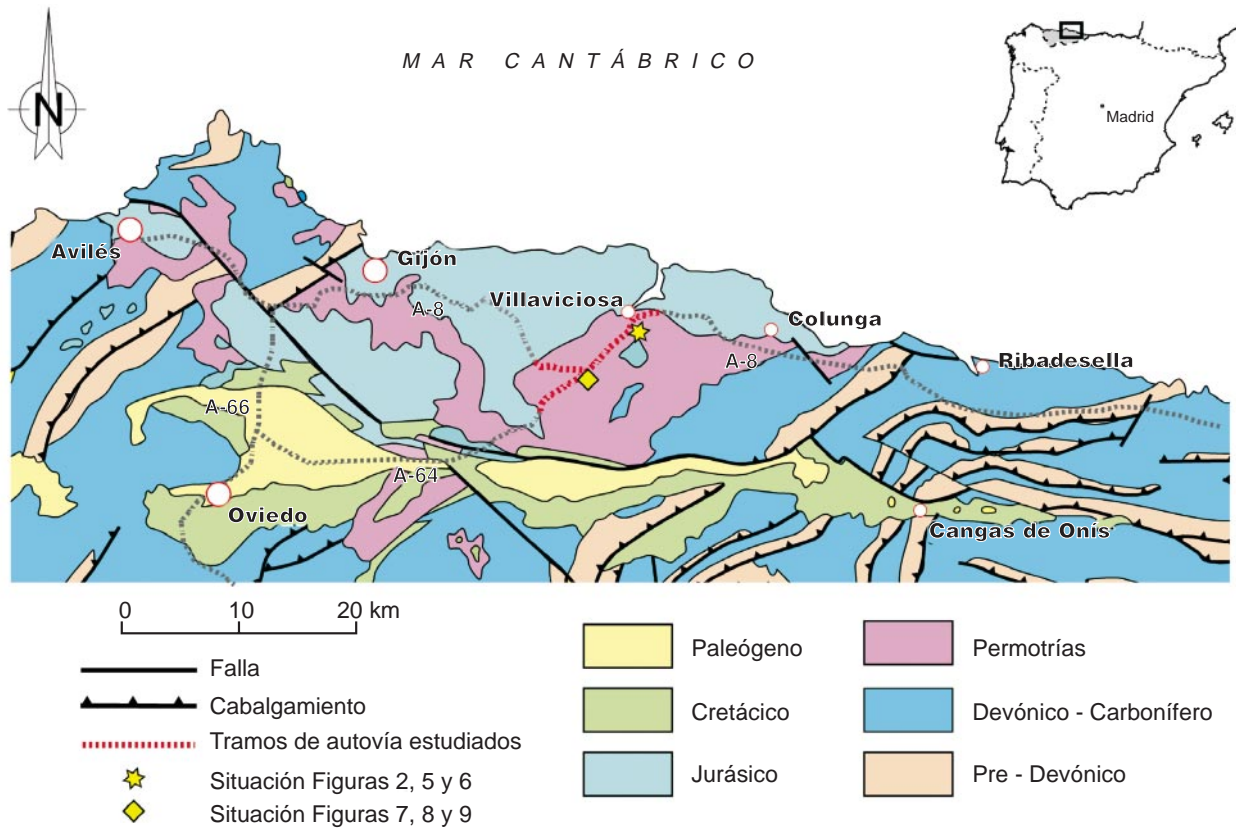 MAR CANTÁBRICO
N
Madrid
Avilés
Gijón
A-8
Villaviciosa
Colunga
A-8
Ribadesella
A-66
A-64
Oviedo
Cangas de Onís
0 10 20 km
Falla
Cabalgamiento
Tramos de autovía estudiados
Situación Figuras 2, 5 y 6
Situación Figuras 7, 8 y 9
Paleógeno
Cretácico
Jurásico
Permotrías
Devónico - Carbonífero
Pre - Devónico